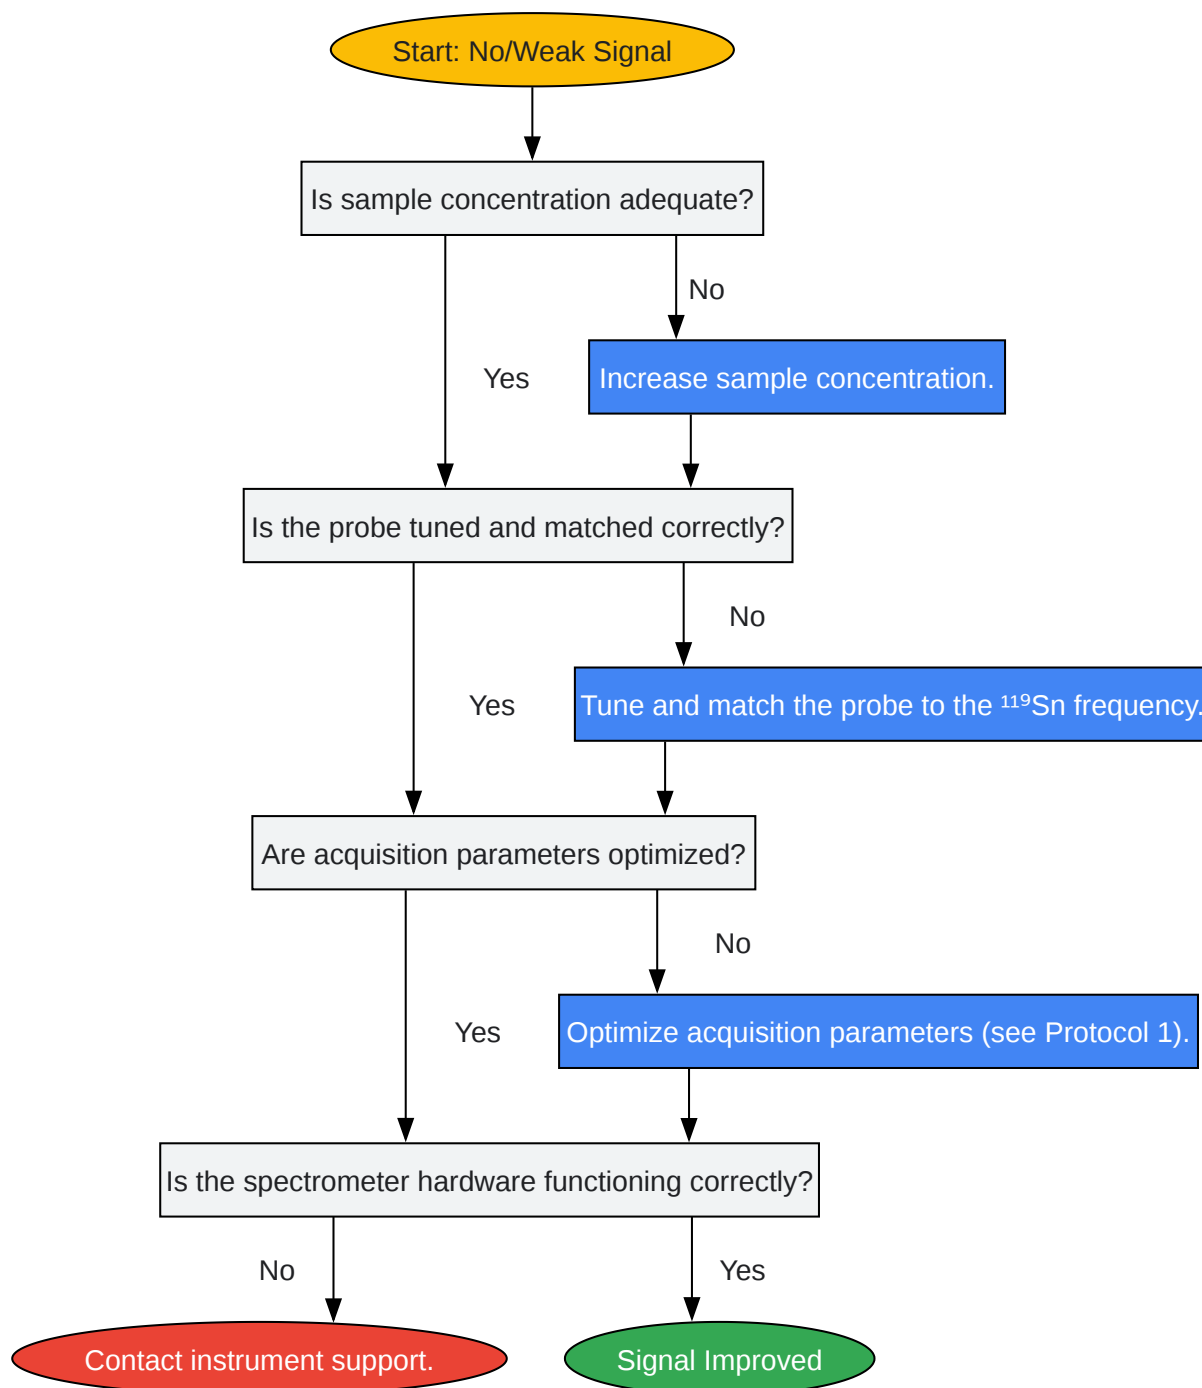 Start: No/Weak Signal
Is sample concentration adequate?
No
Yes
Increase sample concentration.
Is the probe tuned and matched correctly?
No
Yes
Tune and match the probe to the ¹¹⁹Sn frequency.
Are acquisition parameters optimized?
No
Yes
Optimize acquisition parameters (see Protocol 1).
Is the spectrometer hardware functioning correctly?
No
Yes
Contact instrument support.
Signal Improved